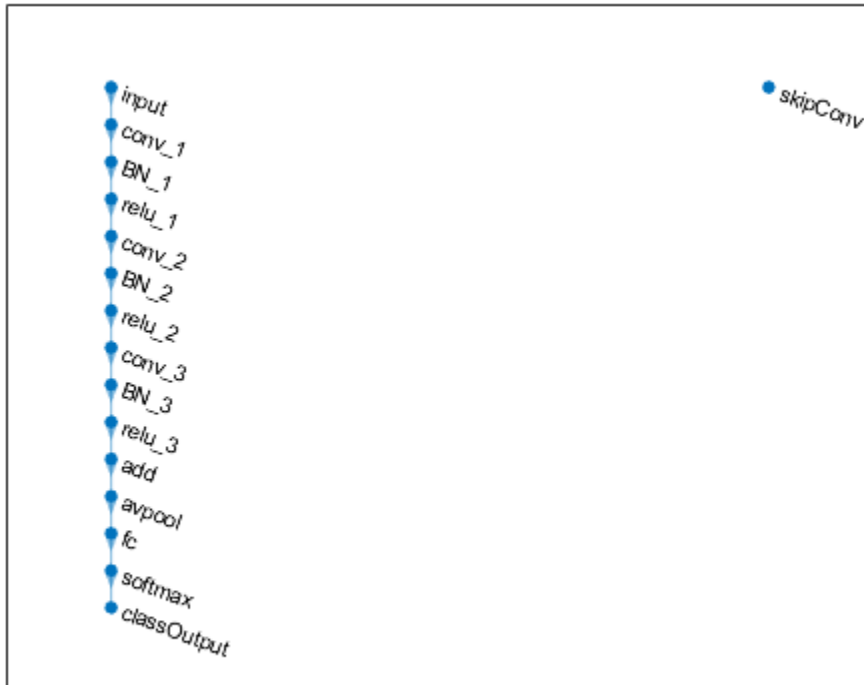 input
skipConv
conv_1
BN_1
relu_1
conv_2
BN_2
relu_2
conv_3
BN_3
relu_3
add
avpool
fc
softmax
classOutput